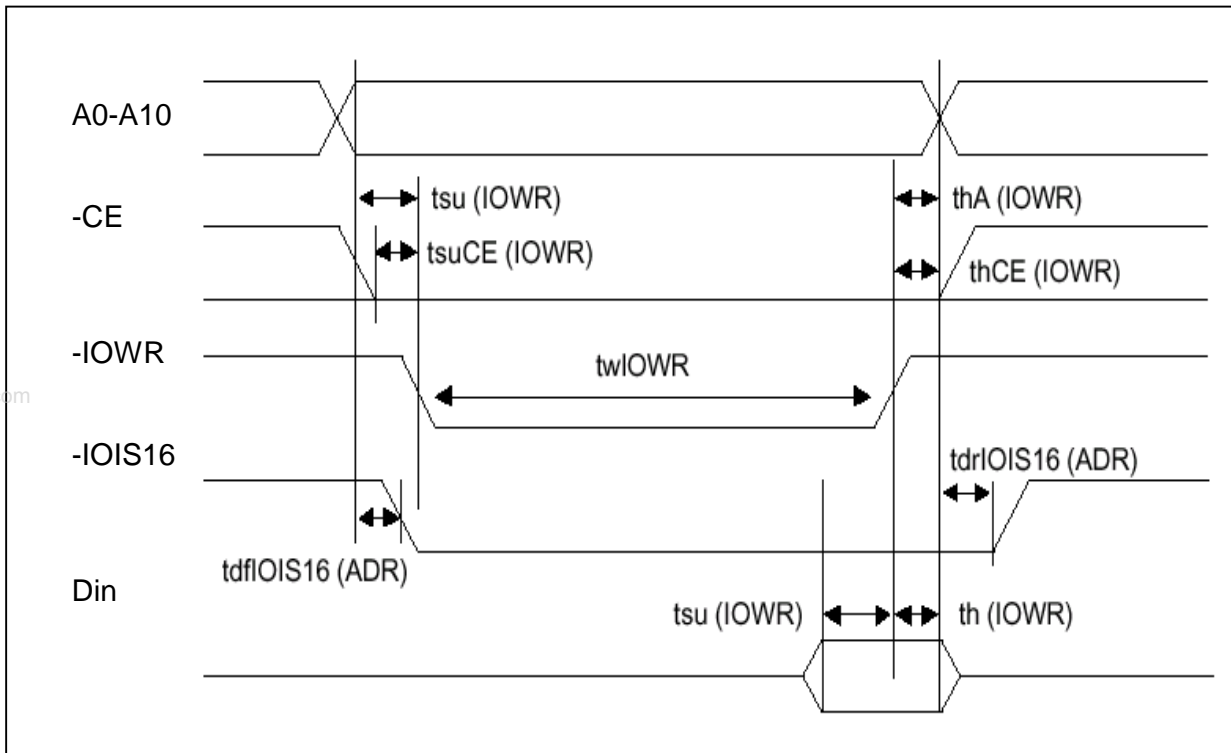 A0-A10
-CE
tsu (IOWR)
thA (IOWR)
tsuCE (IOWR)
thCE (IOWR)
-IOWR
twIOWR
om
-IOIS16
tdrIOIS16 (ADR)
tdfIOIS16 (ADR)
Din
tsu (IOWR)
th (IOWR)